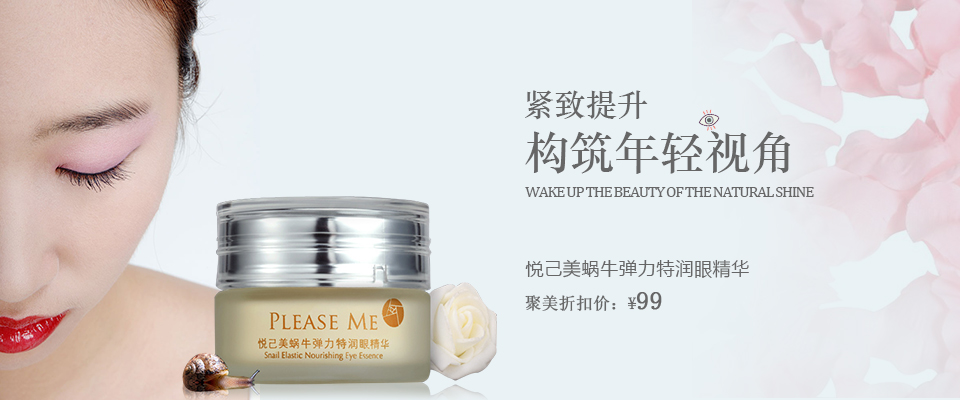 紧致提升
构筑年轻视角
WAKE UP THE BEAUTY OF THE NATURAL SHINE
悦己美蜗牛弹力特润眼精华
聚美折扣价：¥99
PLEASE ME
悦己美蜗牛弹力特润眼精华
Snail Elastic Nourishing Eye Essence